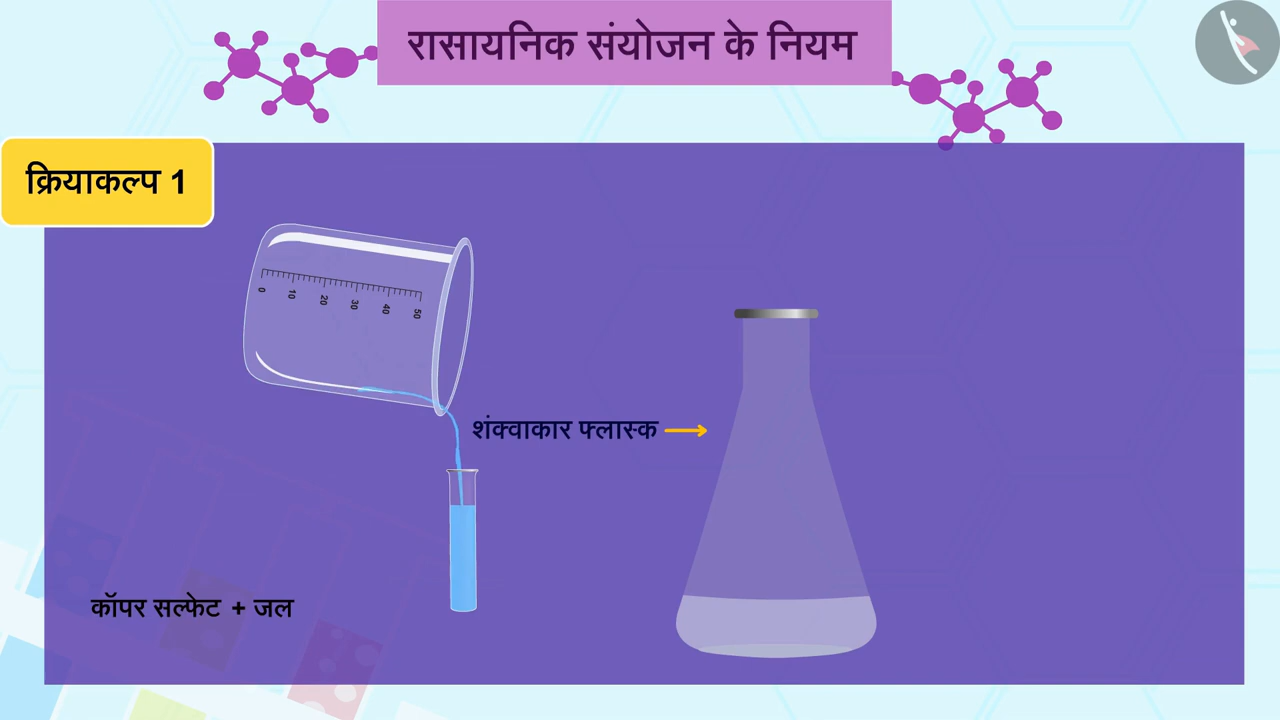 रासायनिक संयोजन के नियम
क्रियाकल्प 1
0 10 20 30 40 50
शंक्वाकार फ्लास्क
कॉपर सल्फेट + जल